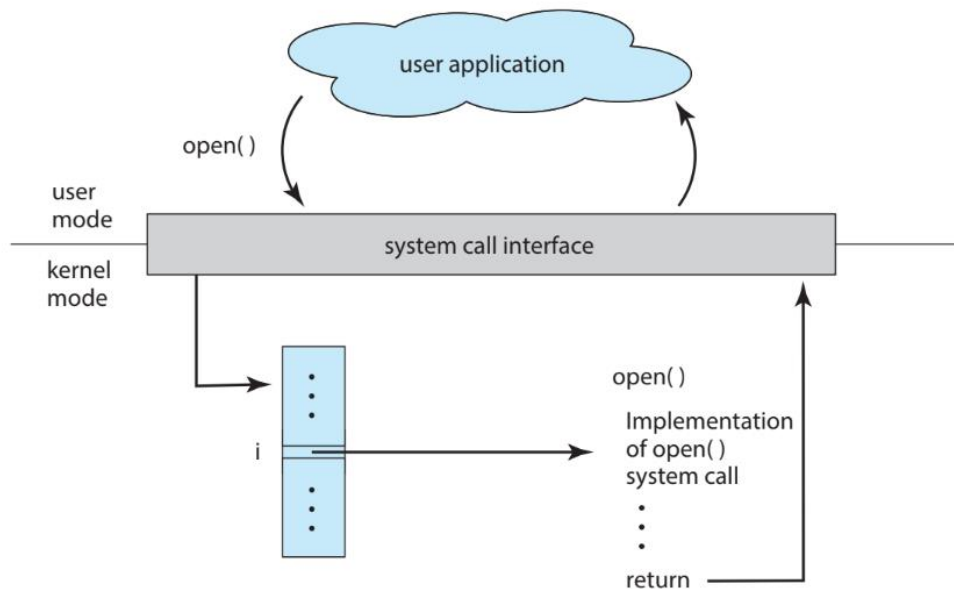 user application
open( )
user
mode
system call interface
kernel
mode
open( )
i
Implementation
of open( )
system call
return